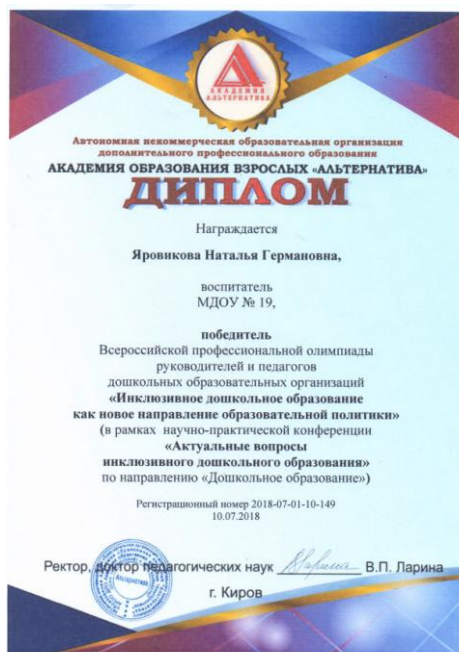 АКАДЕМИЯ
АЛЬТЕРНАТИВА
Автономная некоммерческая образовательная организация
дополнительного профессионального образования
АКАДЕМИЯ ОБРАЗОВАНИЯ ВЗРОСЛЫХ «АЛЬТЕРНАТИВА»
ДИПЛОМ
Награждается
Яровикова Наталья Германовна,
воспитатель
МДОУ № 19,
победитель
Всероссийской профессиональной олимпиады
руководителей и педагогов
дошкольных образовательных организаций
«Инклюзивное дошкольное образование
как новое направление образовательной политики»
(в рамках научно-практической конференции
«Актуальные вопросы
инклюзивного дошкольного образования»
по направлению «Дошкольное образование»)
Регистрационный номер 2018-07-01-10-149
10.07.2018
Ректор, доктор педагогических наук В.П. Ларина
Альтернатива
г. Киров